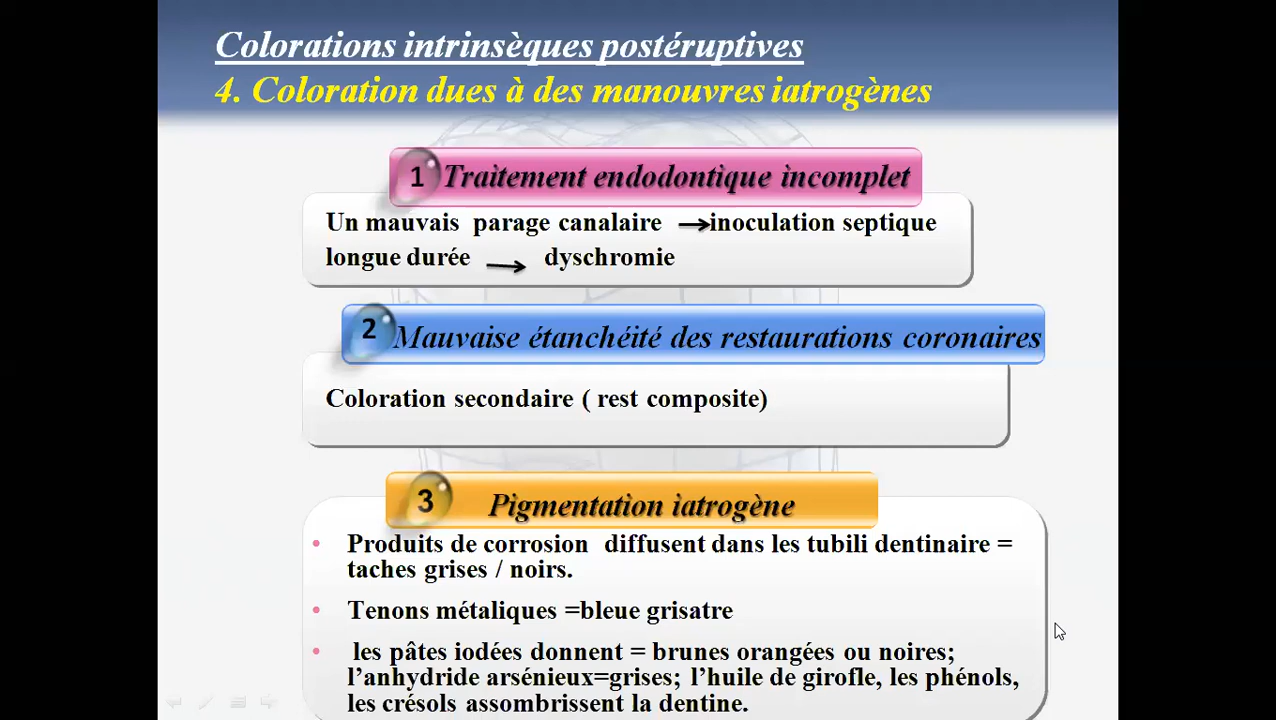 Colorations intrinsèques postéruptives
4. Coloration dues à des manouvres iatrogènes
1 Traitement endodontique incomplet
Un mauvais parage canalaire →inoculation septique
longue durée → dyschromie
2 Mauvaise étanchéité des restaurations coronaires
Coloration secondaire ( rest composite)
3 Pigmentation iatrogène
• Produits de corrosion diffusent dans les tubili dentinaire =
taches grises / noirs.
• Tenons métaliques =bleue grisatre
• les pâtes iodées donnent = brunes orangées ou noires;
l’anhydride arsénieux=grises; l’huile de girofle, les phénols,
les crésols assombrissent la dentine.